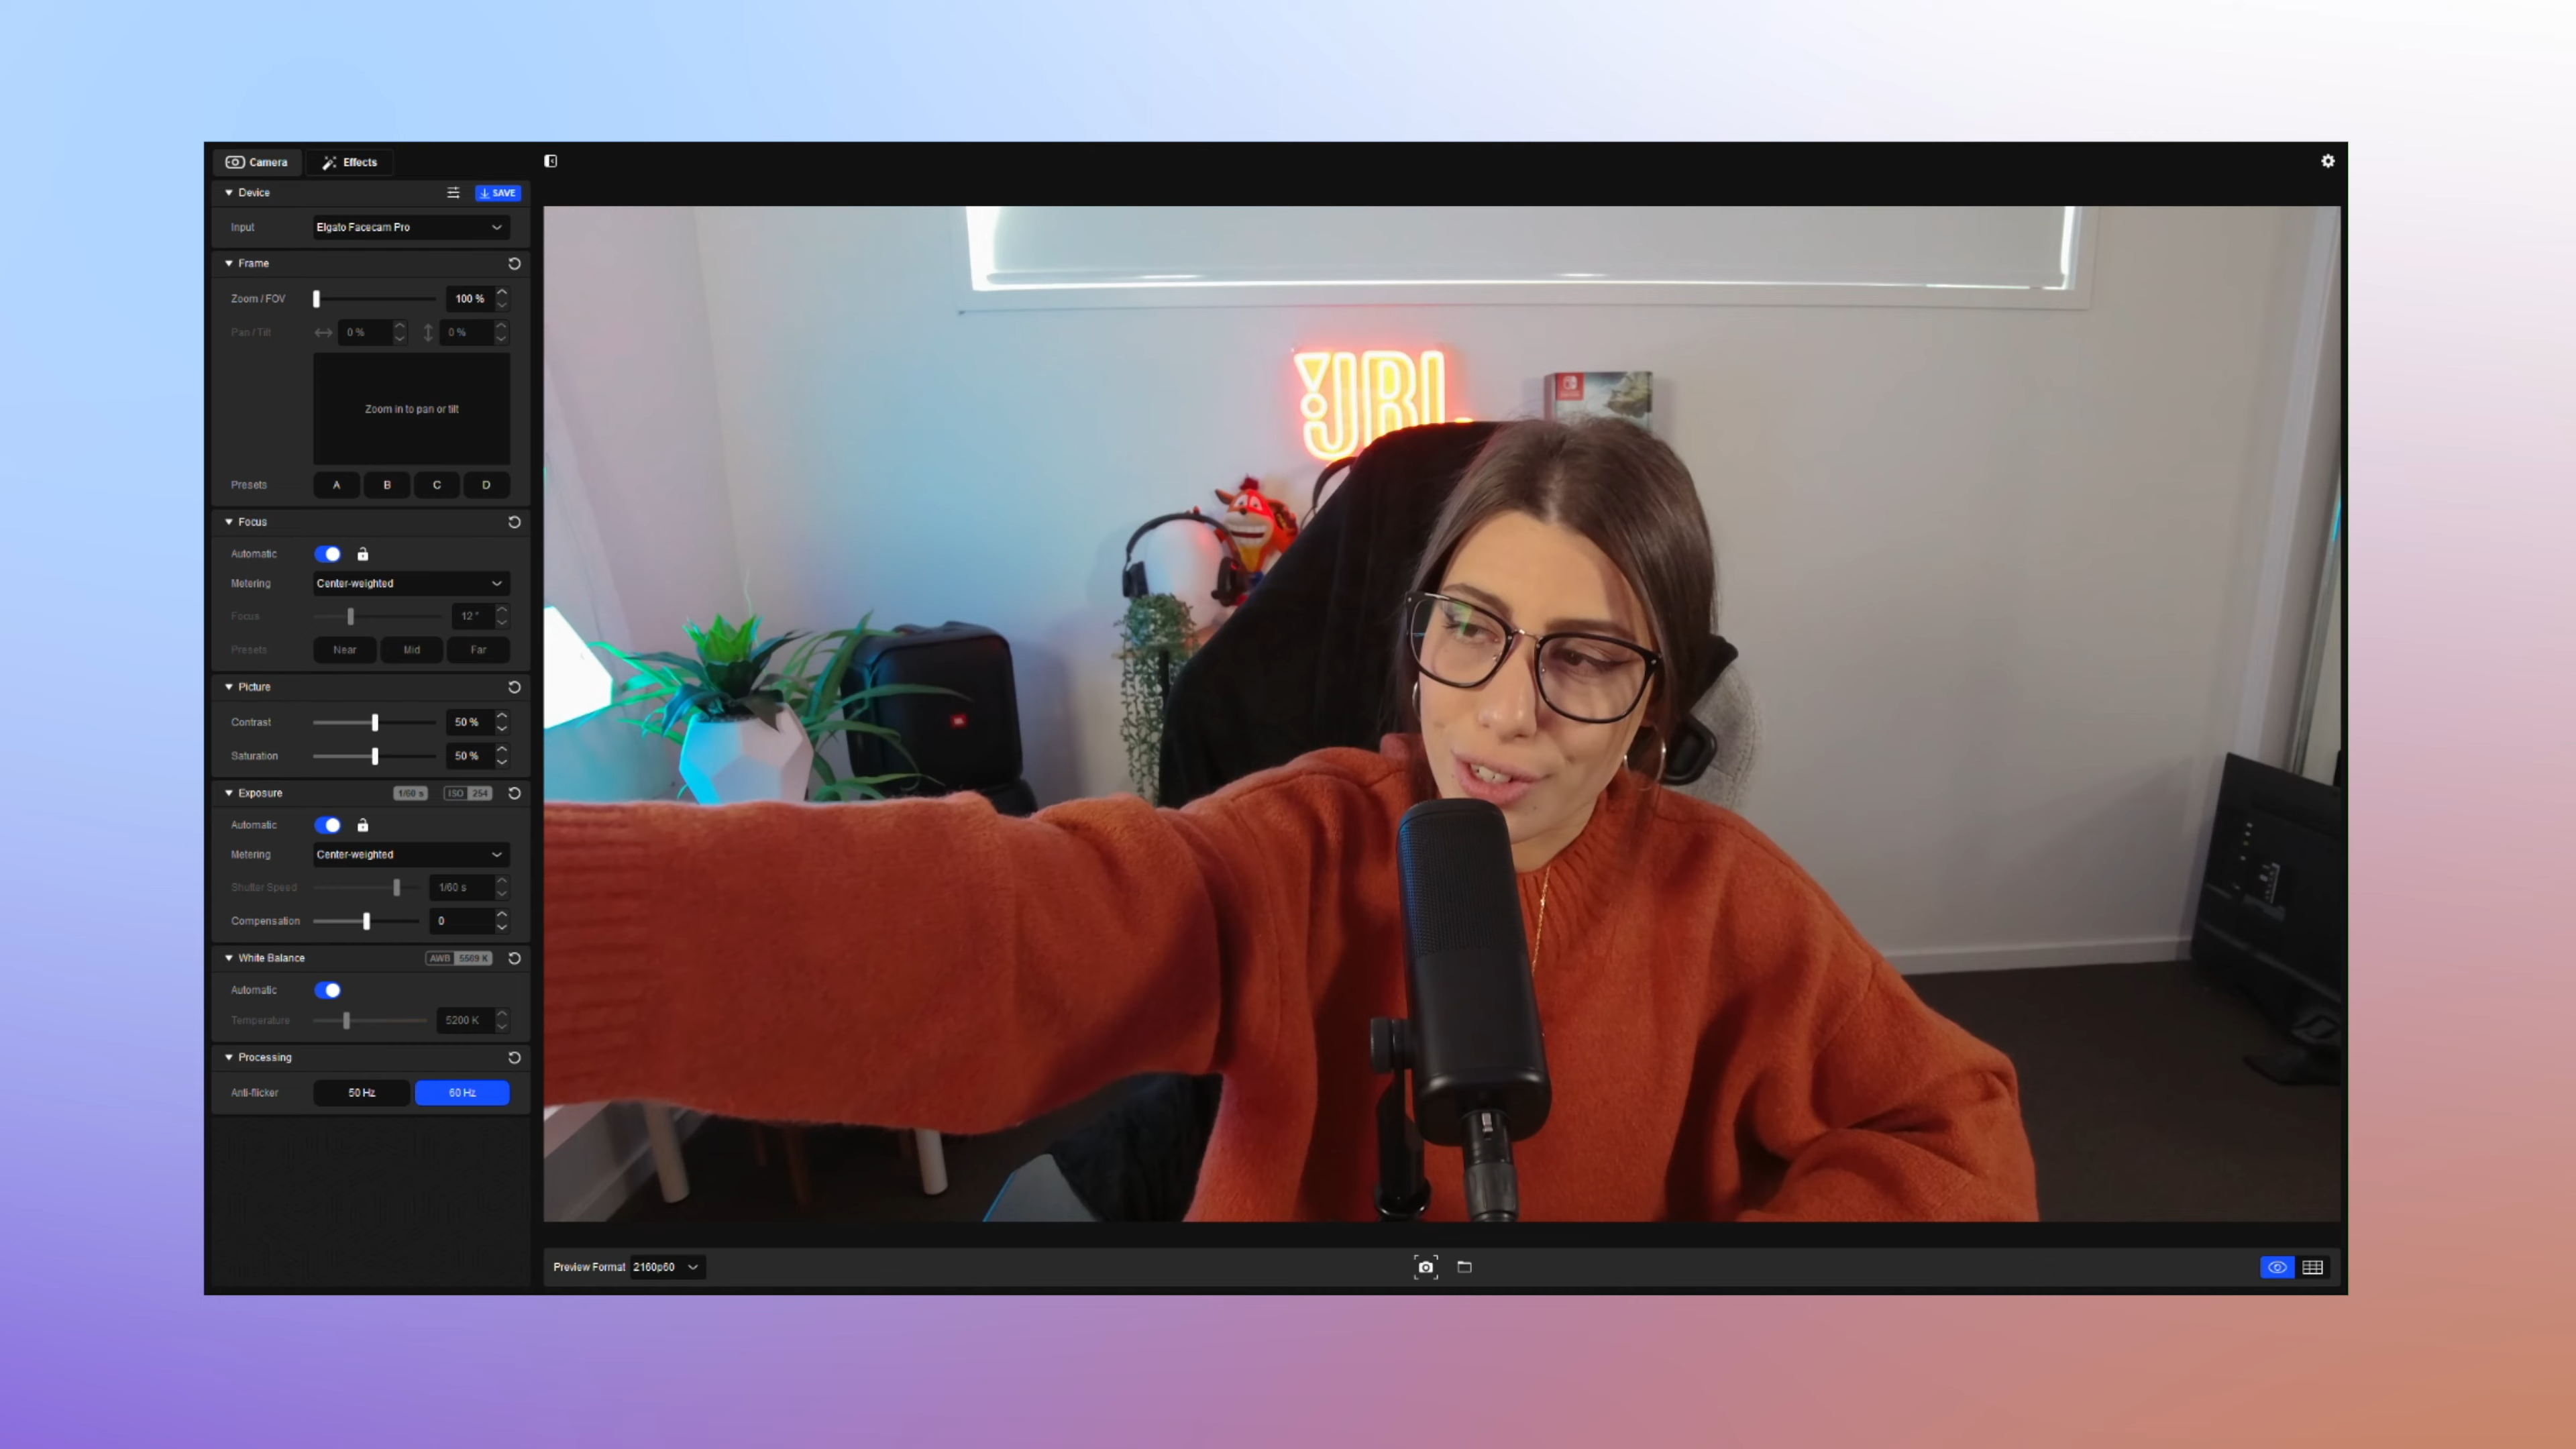 Camera
Effects
Device
SAVE
Input
Elgato Facecam Pro
Frame
Zoom / FOV
100 %
Pan / Tilt
0 %
0 %
Zoom in to pan or tilt
Presets
A
B
C
D
Focus
Automatic
Metering
Center-weighted
Focus
12 °
Presets
Near
Mid
Far
Picture
Contrast
50 %
Saturation
50 %
Exposure
1/60 s
ISO 254
Automatic
Metering
Center-weighted
Shutter Speed
1/60 s
Compensation
0
White Balance
AWB 5569 K
Automatic
Temperature
5200 K
Processing
Anti-flicker
50 Hz
60 Hz
JBL
Preview Format
2160p60